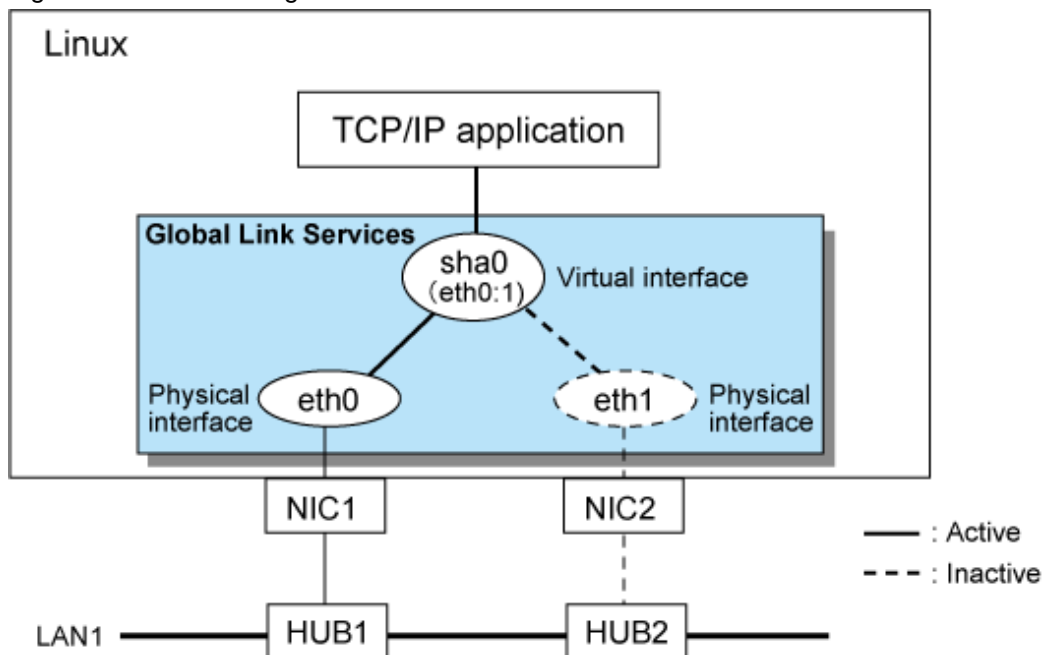 Linux
TCP/IP application
Global Link Services
sha0
(eth0:1)
Virtual interface
Physical
interface
eth0
eth1
Physical
interface
NIC1
NIC2
: Active
: Inactive
LAN1
HUB1
HUB2